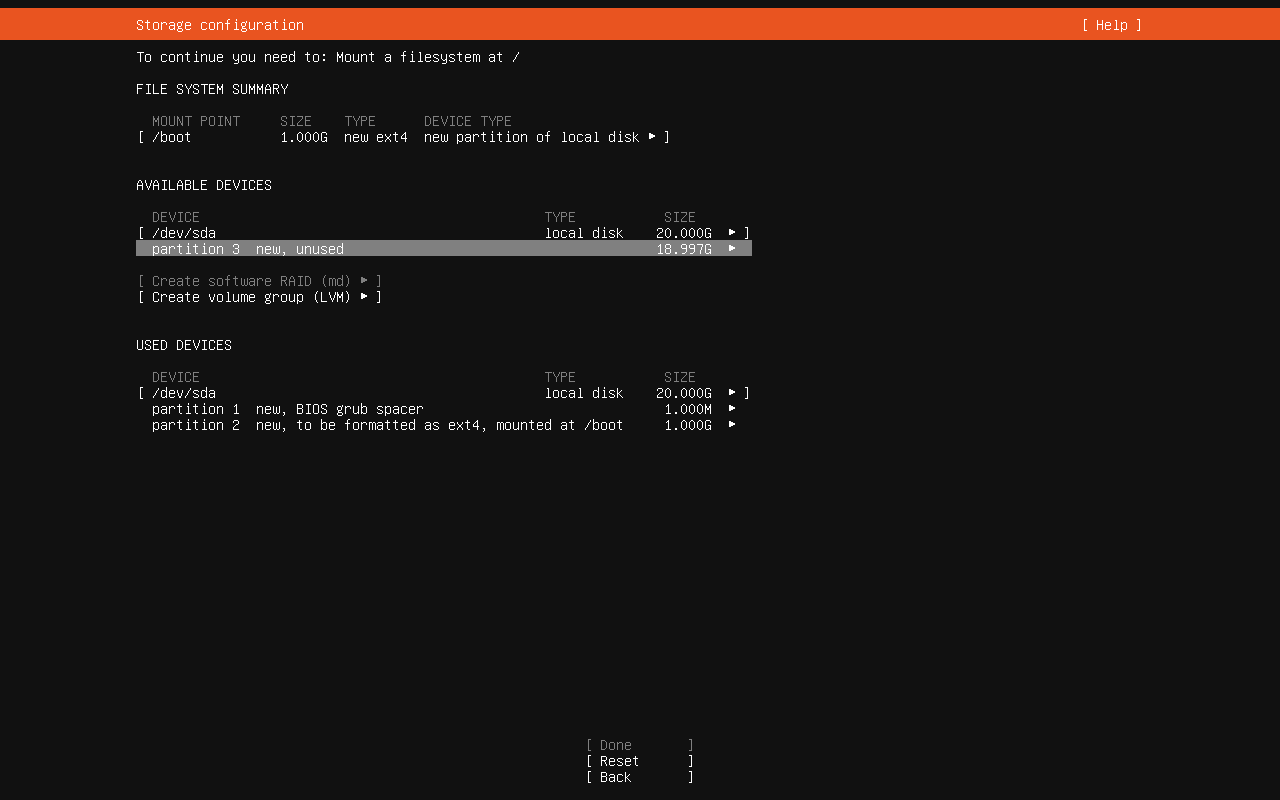 Storage configuration [ Help ]
To continue you need to: Mount a filesystem at /
FILE SYSTEM SUMMARY
MOUNT POINT SIZE TYPE DEVICE TYPE
[ /boot 1.000G new ext4 new partition of local disk ▸ ]
AVAILABLE DEVICES
DEVICE TYPE SIZE
[ /dev/sda local disk 20.000G ▸ ]
partition 3 new, unused 18.997G ▸
[ Create software RAID (md) ▸ ]
[ Create volume group (LVM) ▸ ]
USED DEVICES
DEVICE TYPE SIZE
[ /dev/sda local disk 20.000G ▸ ]
partition 1 new, BIOS grub spacer 1.000M ▸
partition 2 new, to be formatted as ext4, mounted at /boot 1.000G ▸
[ Done ]
[ Reset ]
[ Back ]